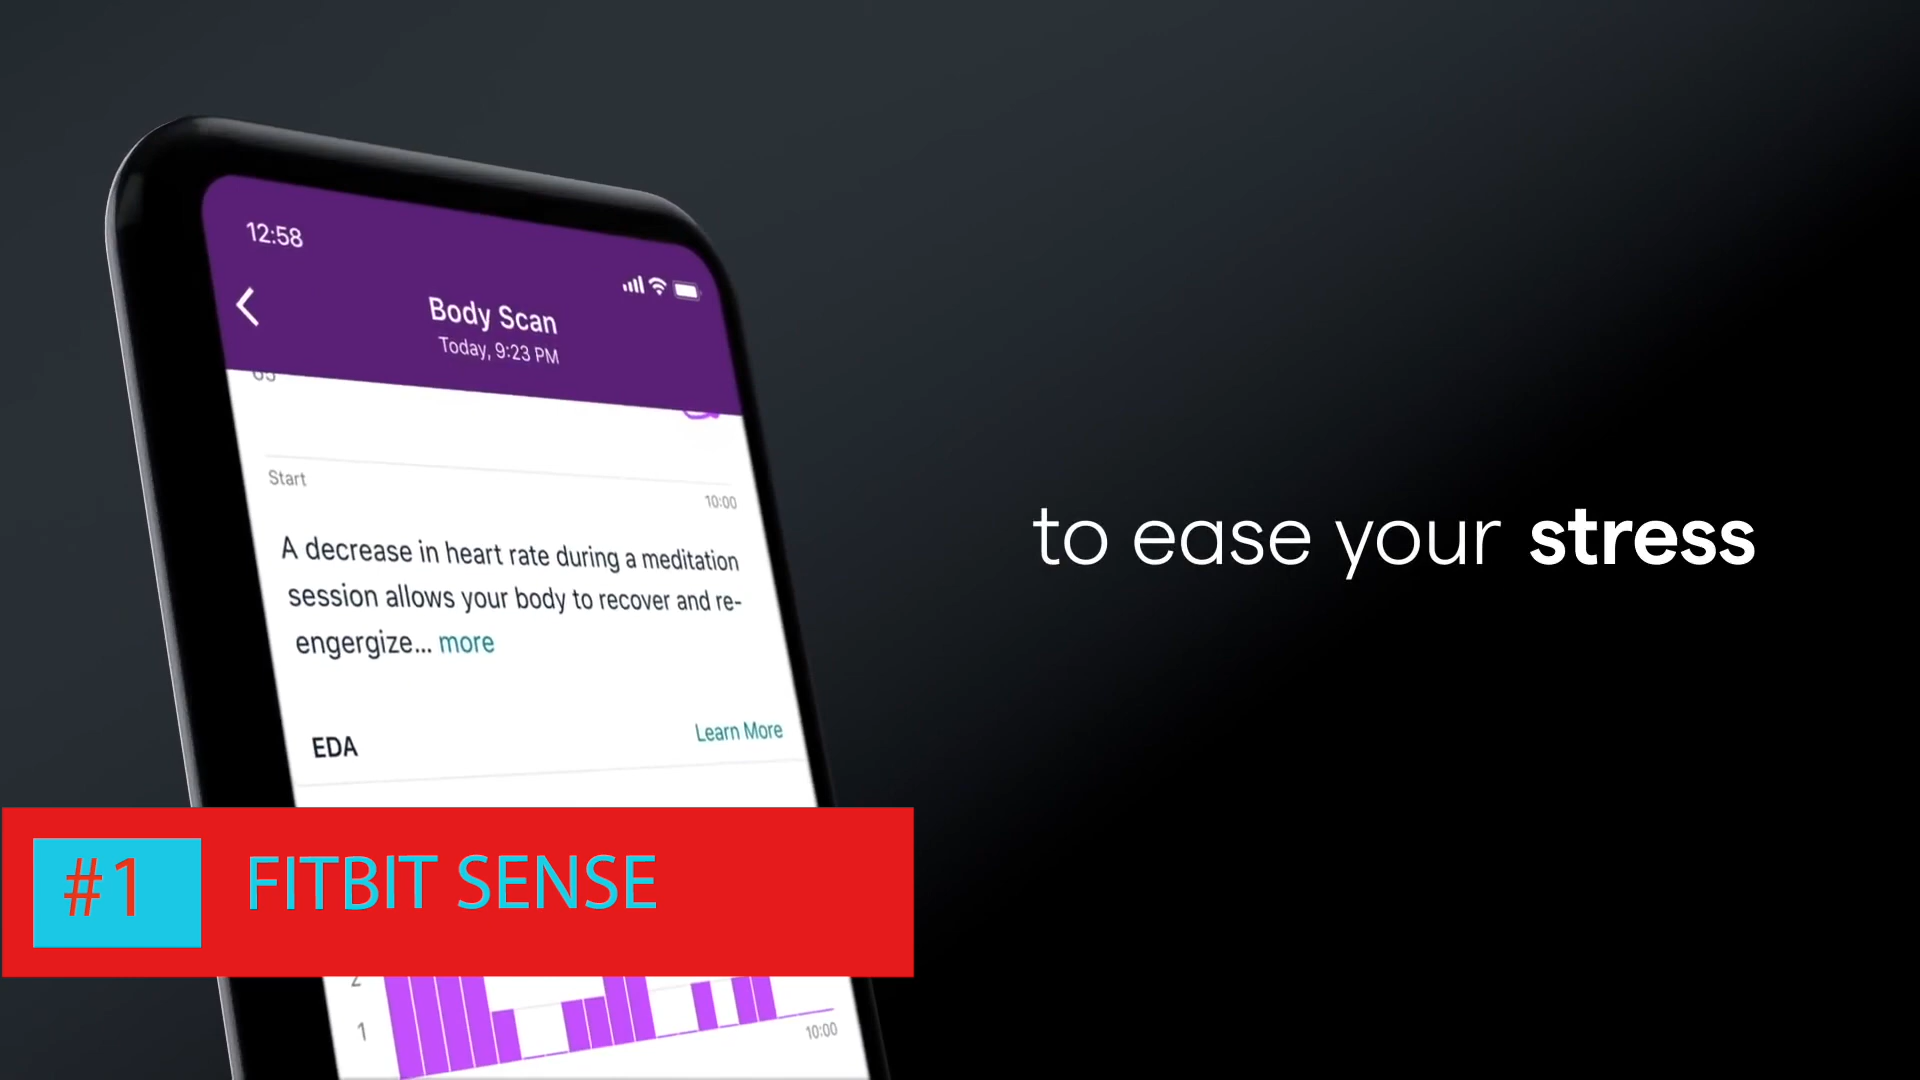 12:58
Body Scan
Today, 9:23 PM
Start
10:00
A decrease in heart rate during a meditation
session allows your body to recover and re-
engergize... more
EDA
Learn More
to ease your stress
#1 FITBIT SENSE
2
1
10:00